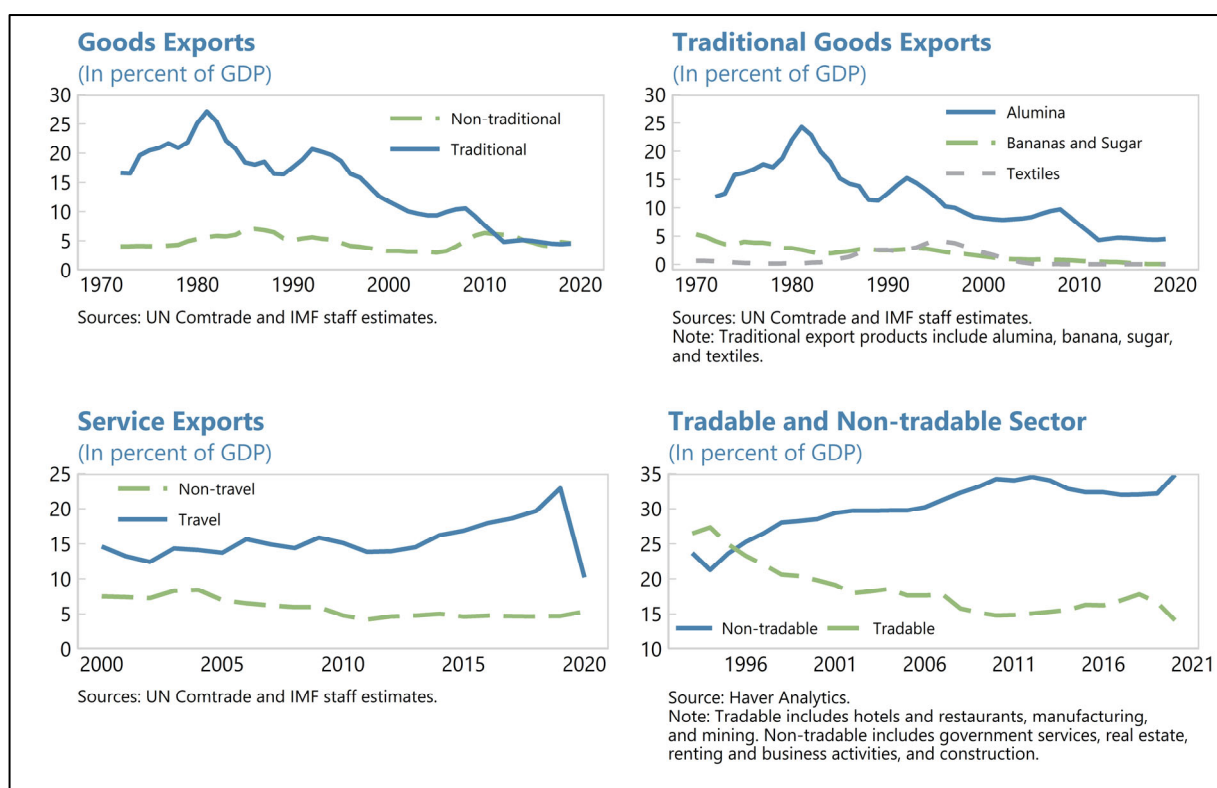 Goods Exports
(In percent of GDP)
30
25
20
15
10
5
0
Non-traditional
Traditional
1970 1980 1990 2000 2010 2020
Sources: UN Comtrade and IMF staff estimates.
Traditional Goods Exports
(In percent of GDP)
30
25
20
15
10
5
0
Alumina
Bananas and Sugar
Textiles
1970 1980 1990 2000 2010 2020
Sources: UN Comtrade and IMF staff estimates.
Note: Traditional export products include alumina, banana, sugar,
and textiles.
Service Exports
(In percent of GDP)
25
20
15
10
5
0
Non-travel
Travel
2000 2005 2010 2015 2020
Sources: UN Comtrade and IMF staff estimates.
Tradable and Non-tradable Sector
(In percent of GDP)
35
30
25
20
15
10
Non-tradable Tradable
1996 2001 2006 2011 2016 2021
Source: Haver Analytics.
Note: Tradable includes hotels and restaurants, manufacturing,
and mining. Non-tradable includes government services, real estate,
renting and business activities, and construction.